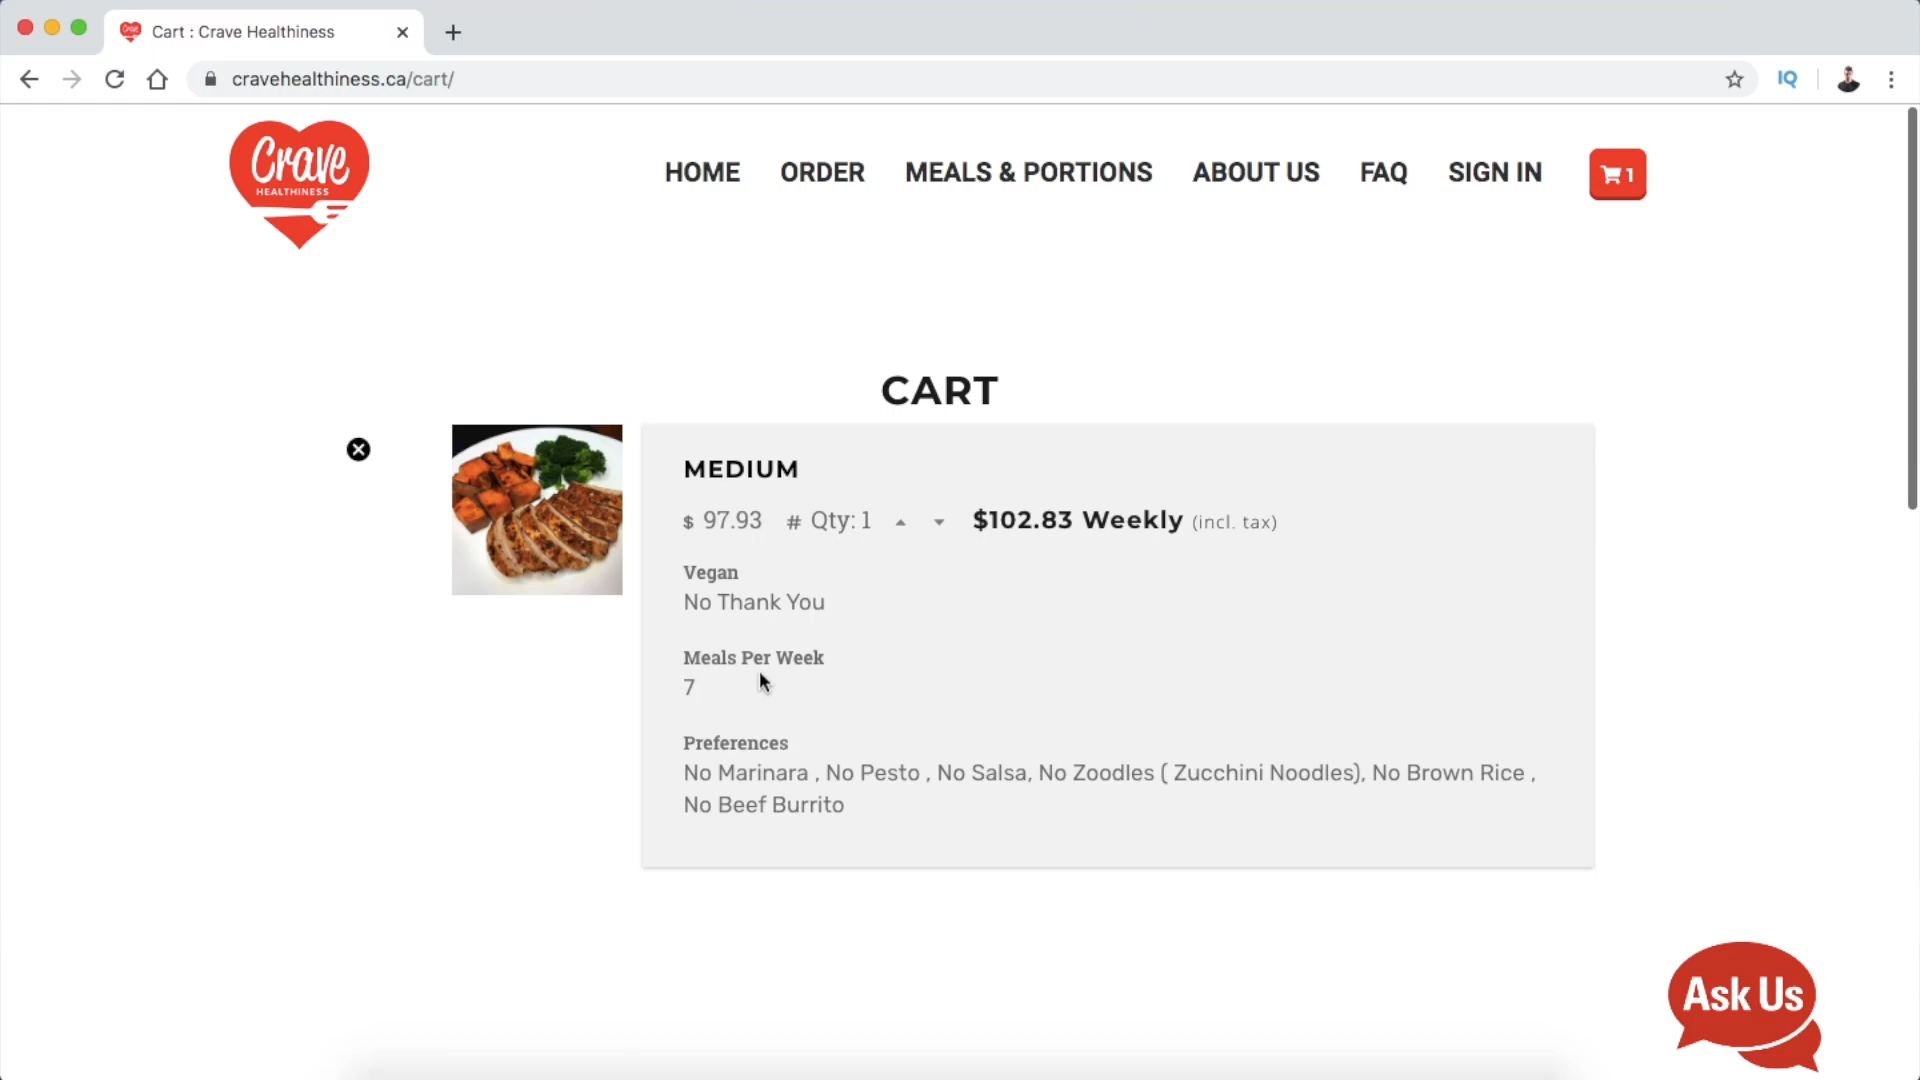 Cart : Crave Healthiness
cravehealthiness.ca/cart/
IQ
Crave
HEALTHINESS
HOME ORDER MEALS & PORTIONS ABOUT US FAQ SIGN IN 1
CART
MEDIUM
$ 97.93 # Qty: 1 $102.83 Weekly (incl. tax)
Vegan
No Thank You
Meals Per Week
7
Preferences
No Marinara , No Pesto , No Salsa, No Zoodles ( Zucchini Noodles), No Brown Rice ,
No Beef Burrito
Ask Us